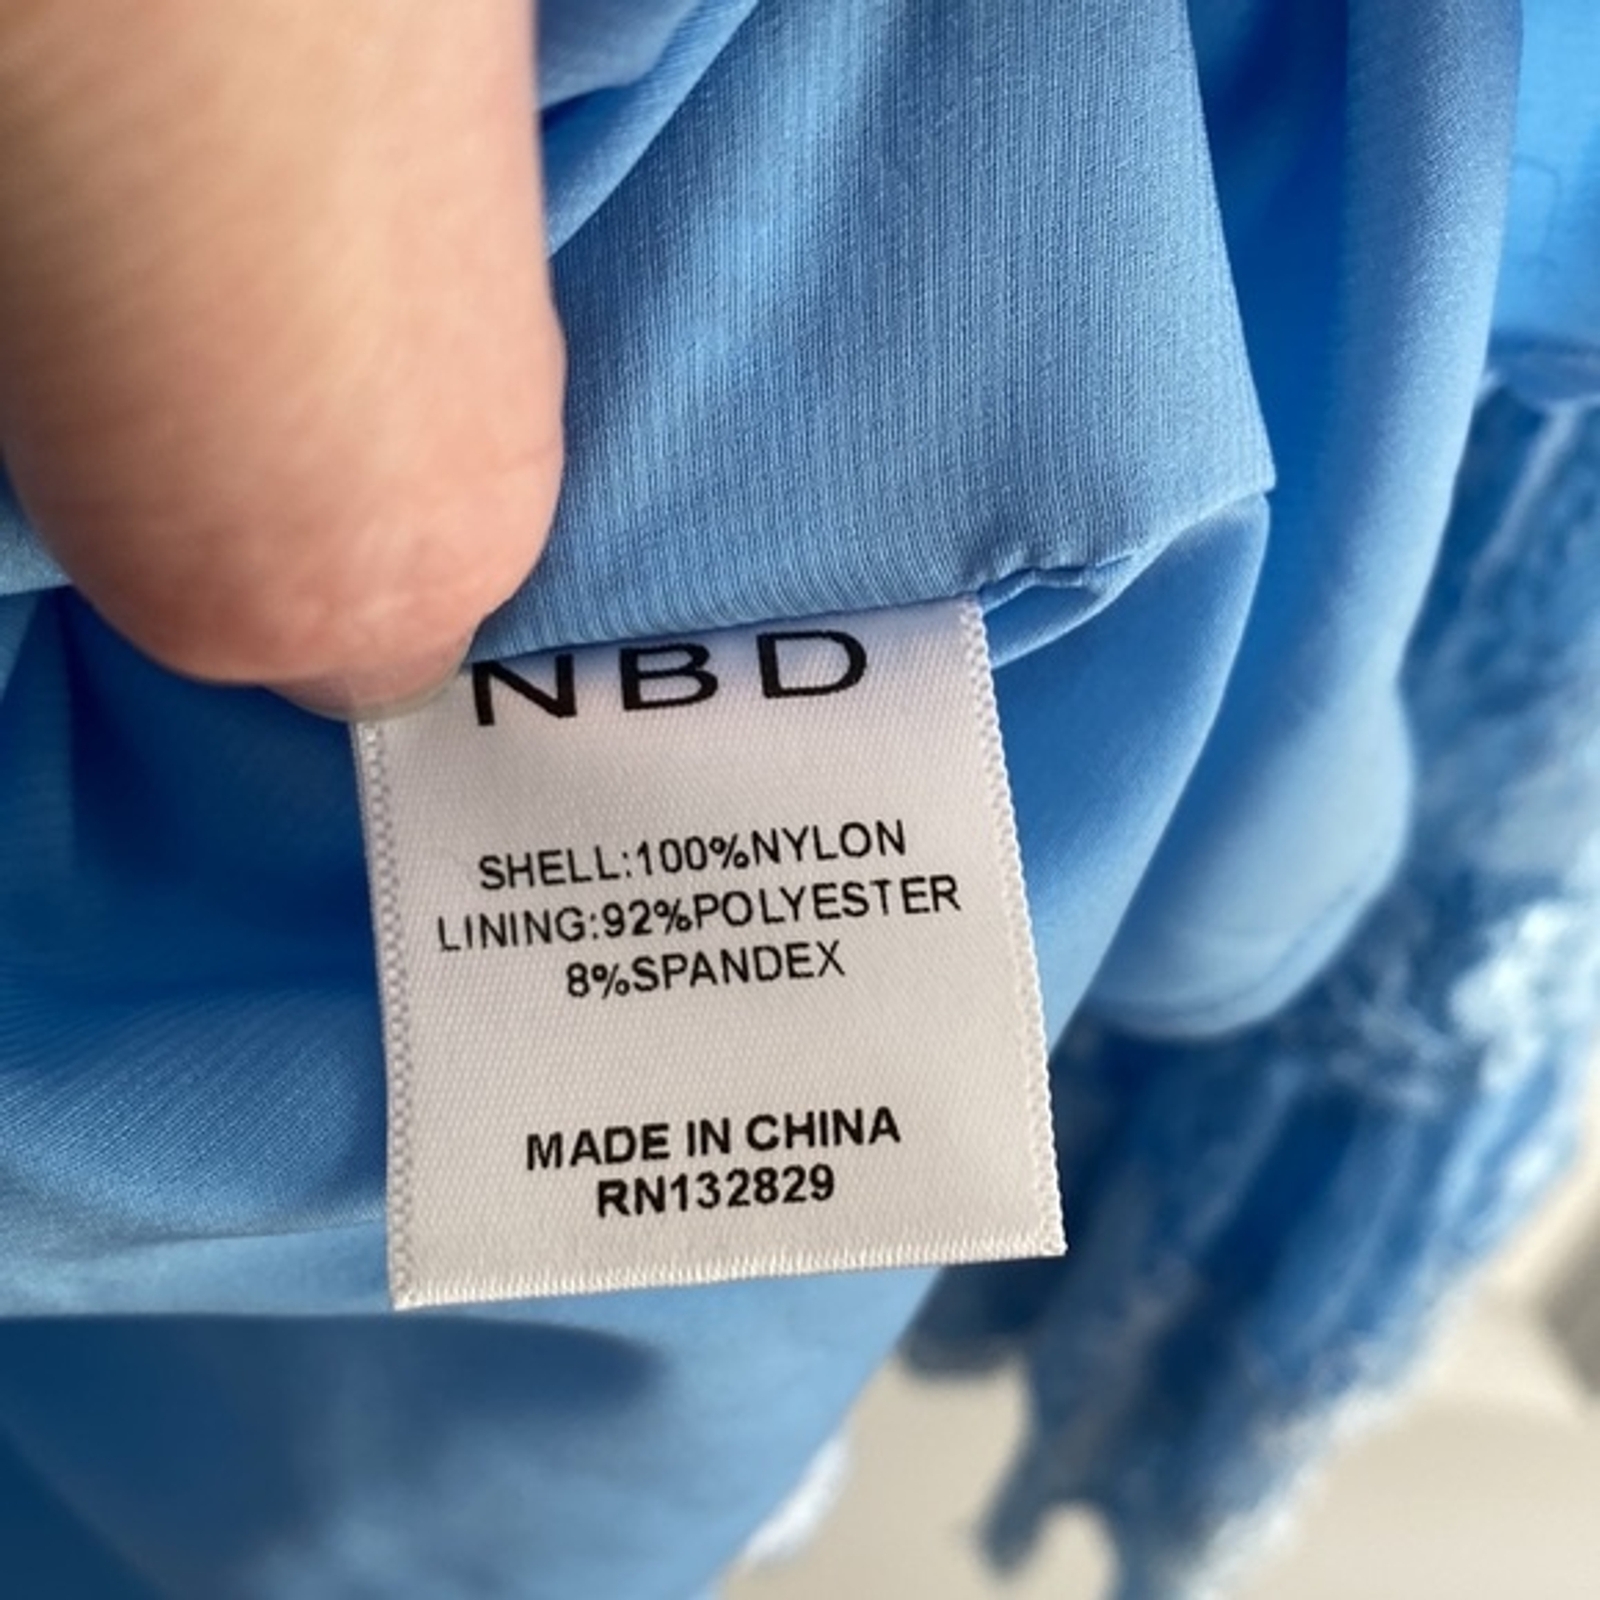 NBD
SHELL:100%NYLON
LINING:92%POLYESTER
8%SPANDEX
MADE IN CHINA
RN132829